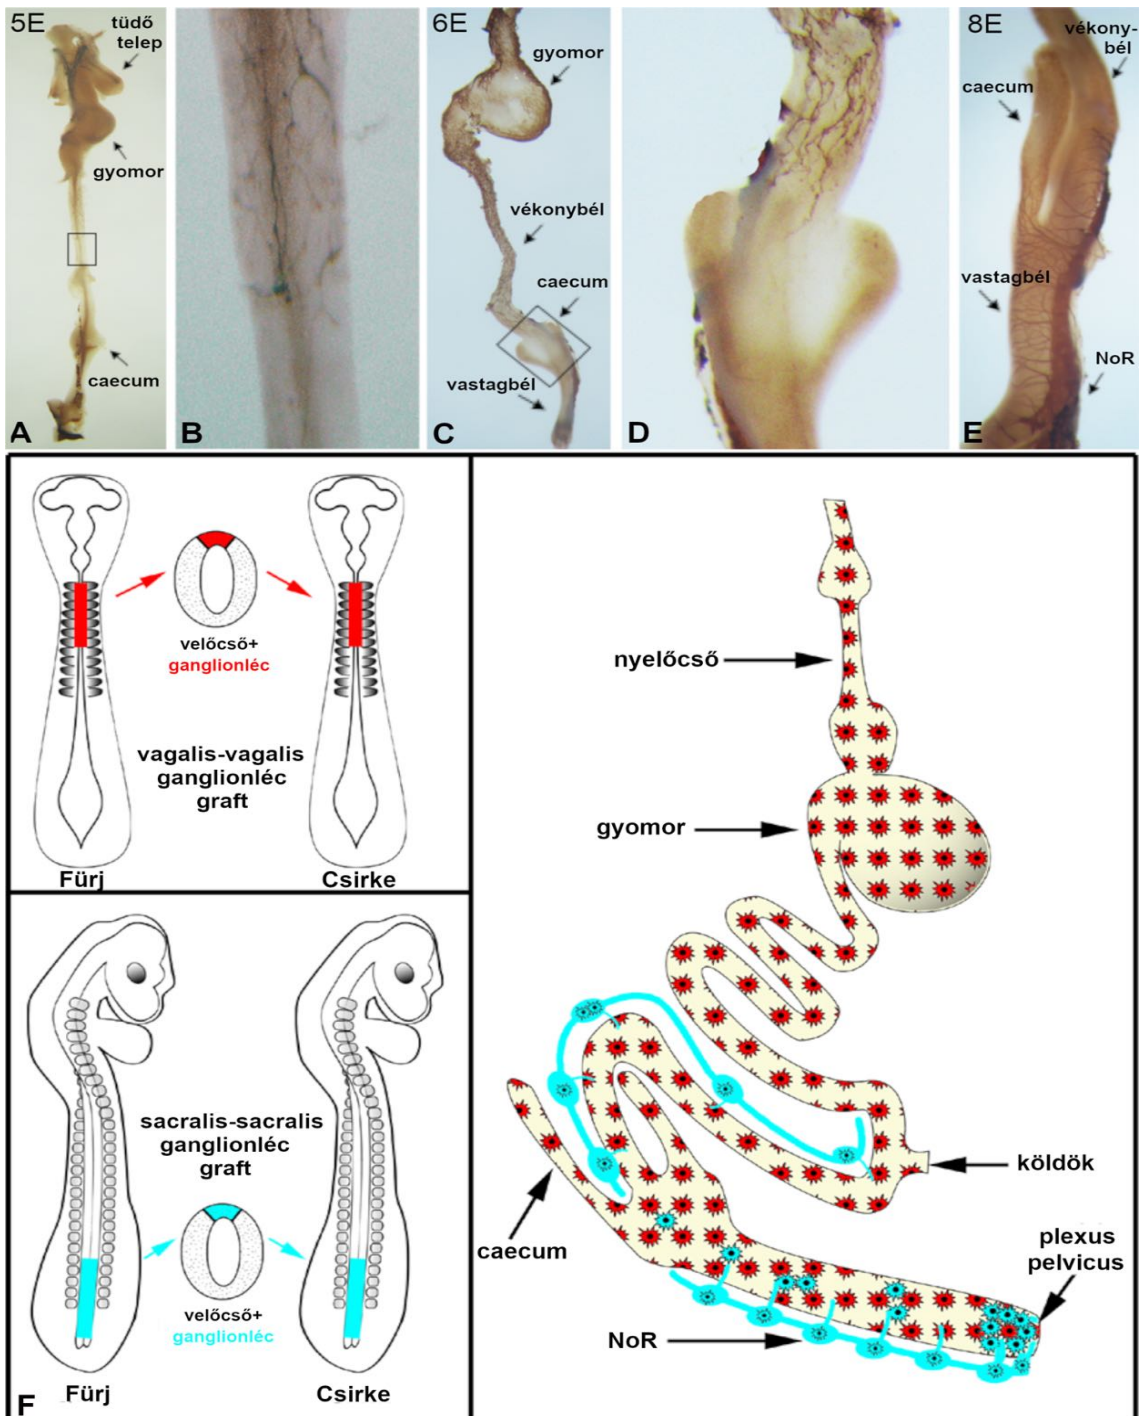 5E
tüdő
telep
gyomor
caecum
A
B
6E
gyomor
vékonybél
caecum
vastagbél
C
D
8E
vékony-
bél
caecum
vastagbél
NoR
E
velőcső+
ganglionléc
vagalis-vagalis
ganglionléc
graft
Fürj
Csirke
sacralis-sacralis
ganglionléc
graft
velőcső+
ganglionléc
Fürj
Csirke
F
nyelőcső
gyomor
köldök
caecum
plexus
pelvicus
NoR